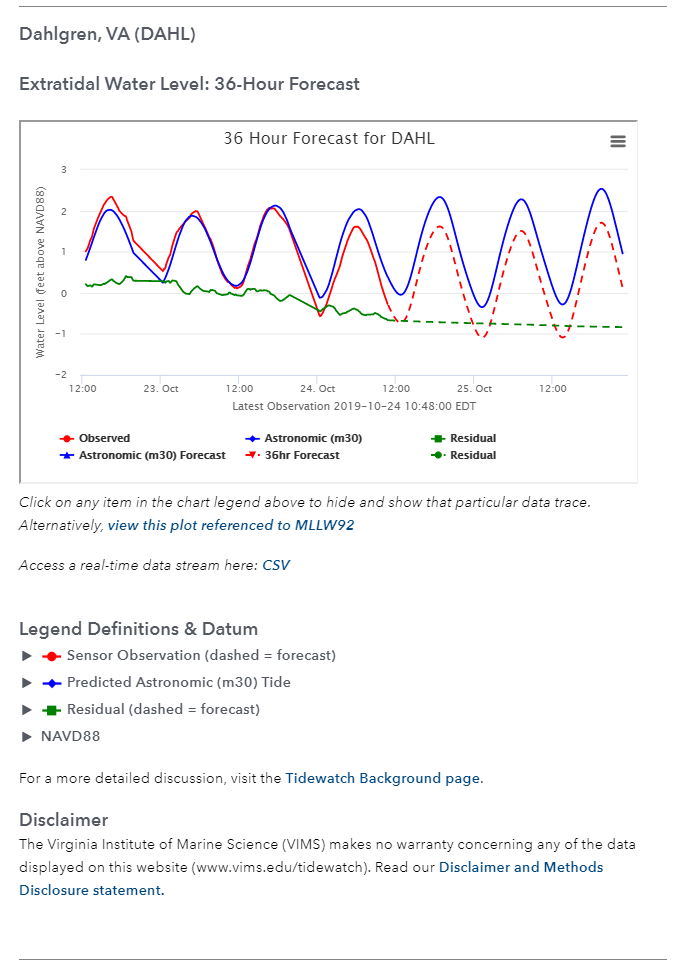 Dahlgren, VA (DAHL)
Extratidal Water Level: 36-Hour Forecast
36 Hour Forecast for DAHL
Water Level (feet above NAVD88)
3
2
1
0
−1
−2
12:00 23. Oct 12:00 24. Oct 12:00 25. Oct 12:00
Latest Observation 2019-10-24 10:48:00 EDT
Observed Astronomic (m30) Residual
Astronomic (m30) Forecast 36hr Forecast Residual
Click on any item in the chart legend above to hide and show that particular data trace.
Alternatively, view this plot referenced to MLLW92
Access a real-time data stream here: CSV
Legend Definitions & Datum
Sensor Observation (dashed = forecast)
Predicted Astronomic (m30) Tide
Residual (dashed = forecast)
NAVD88
For a more detailed discussion, visit the Tidewatch Background page.
Disclaimer
The Virginia Institute of Marine Science (VIMS) makes no warranty concerning any of the data
displayed on this website (www.vims.edu/tidewatch). Read our Disclaimer and Methods
Disclosure statement.